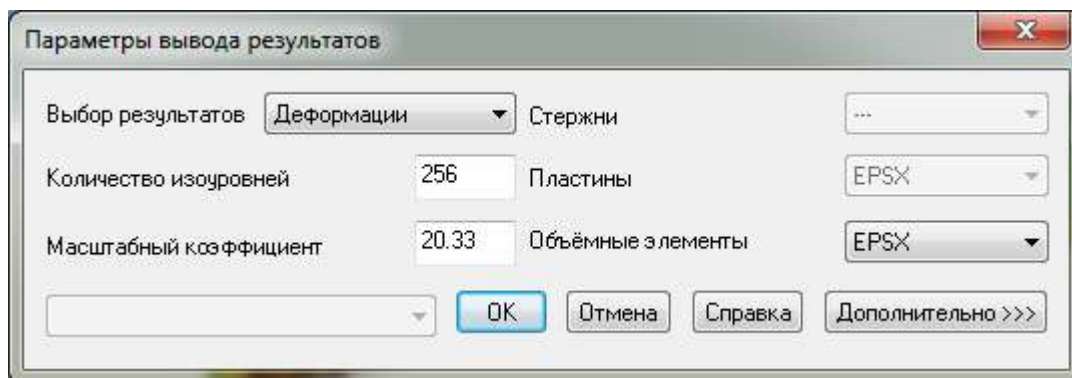 Параметры вывода результатов
Выбор результатов Деформации Стержни ---
Количество изоуровней 256 Пластины EPSX
Масштабный коэффициент 20.33 Объёмные элементы EPSX
OK Отмена Справка Дополнительно >>>